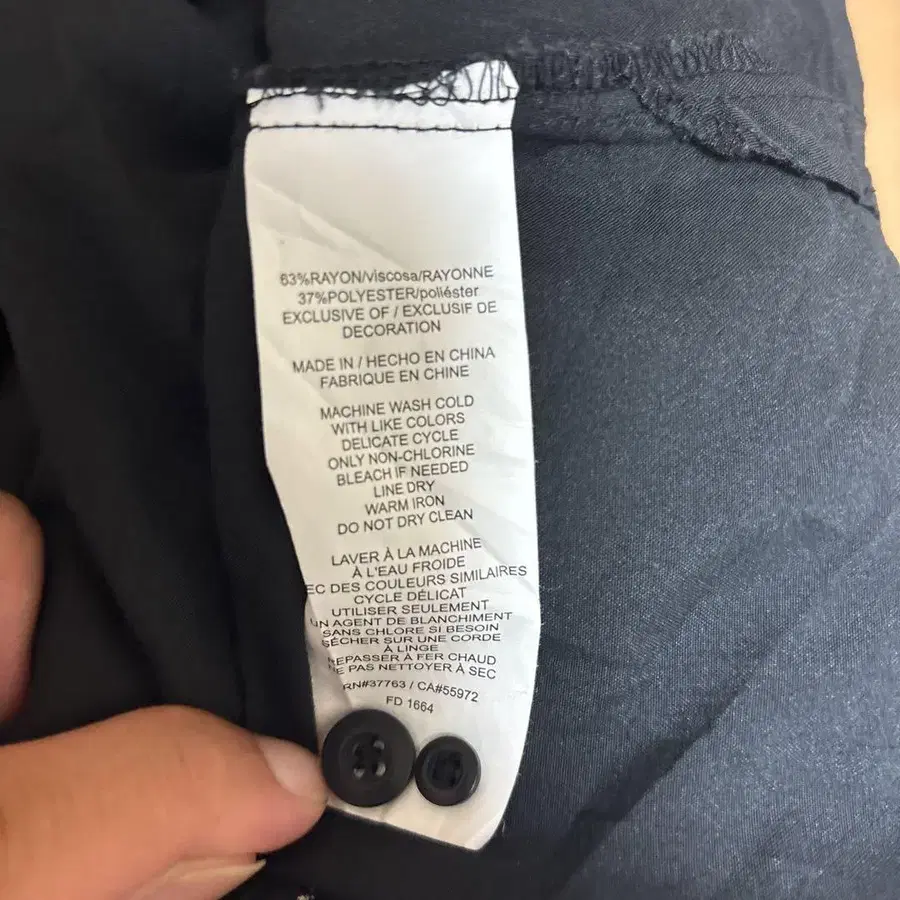 63%RAYON/viscosa/RAYONNE
37%POLYESTER/poliéster
EXCLUSIVE OF / EXCLUSIF DE
DECORATION
MADE IN / HECHO EN CHINA
FABRIQUE EN CHINE
MACHINE WASH COLD
WITH LIKE COLORS
DELICATE CYCLE
ONLY NON-CHLORINE
BLEACH IF NEEDED
LINE DRY
WARM IRON
DO NOT DRY CLEAN
LAVER À LA MACHINE
À L'EAU FROIDE
EC DES COULEURS SIMILAIRES
CYCLE DÉLICAT
UTILISER SEULEMENT
UN AGENT DE BLANCHIMENT
SANS CHLORE SI BESOIN
SÉCHER SUR UNE CORDE
À LINGE
REPASSER À FER CHAUD
NE PAS NETTOYER À SEC
RN#37763 / CA#55972
FD 1664